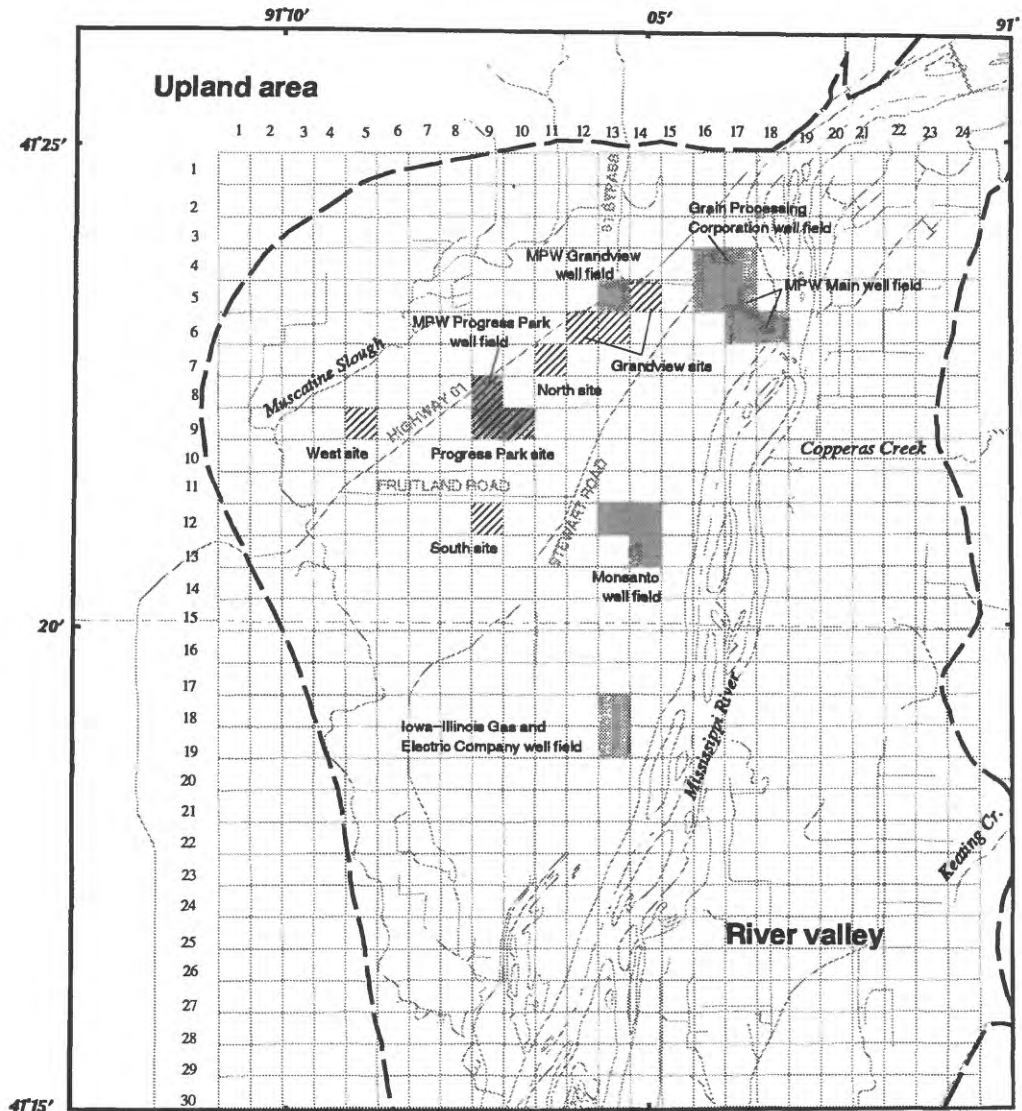 91°10′ 05′ 91°
Upland area
41°25′
1 2 3 4 5 6 7 8 9 10 11 12 13 14 15 16 17 18 19 20 21 22 23 24
1
2
3
4
5
6
7
8
9
10
11
12
13
14
15
16
17
18
19
20
21
22
23
24
25
26
27
28
29
30
61 BYPASS
Grain Processing
Corporation well field
MPW Grandview
well field
MPW Main well field
MPW Progress Park
well field
Grandview site
Muscatine Slough
North site
HIGHWAY 61
West site
Progress Park site
Copperas Creek
FRUITLAND ROAD
STEWART ROAD
South site
Monsanto
well field
20′
Mississippi River
Iowa–Illinois Gas and
Electric Company well field
Keating Cr.
River valley
41°15′